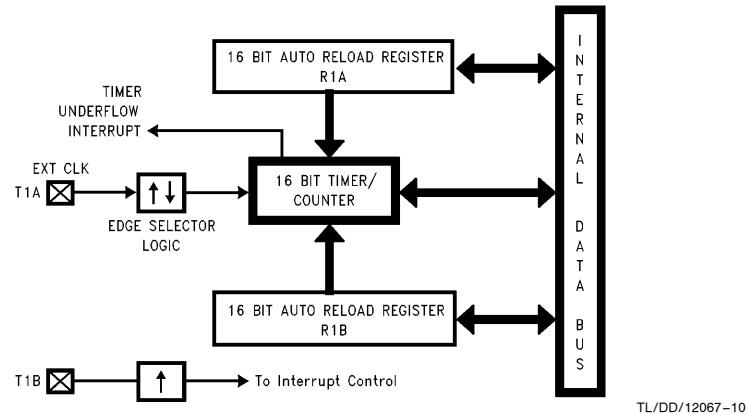 16 BIT AUTO RELOAD REGISTER
R1A
TIMER
UNDERFLOW
INTERRUPT
EXT CLK
T1A
EDGE SELECTOR
LOGIC
16 BIT TIMER/
COUNTER
16 BIT AUTO RELOAD REGISTER
R1B
T1B
To Interrupt Control
INTERNAL DATA BUS
TL/DD/12067–10